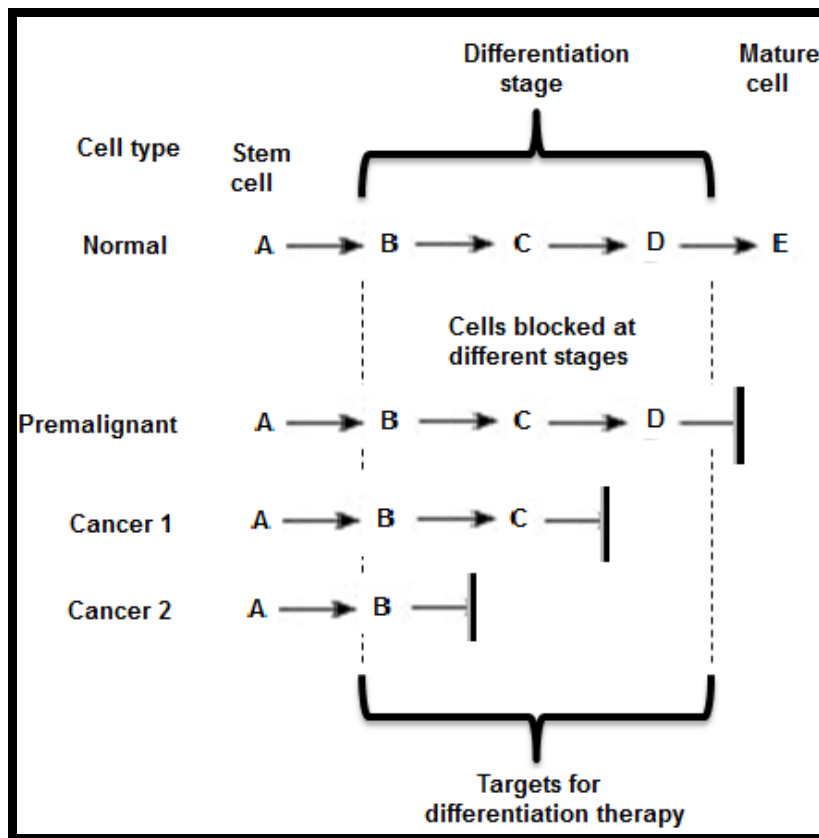 Differentiation
stage
Mature
cell
Cell type
Stem
cell
Normal
A B C D E
Cells blocked at
different stages
Premalignant
A B C D
Cancer 1
A B C
Cancer 2
A B
Targets for
differentiation therapy